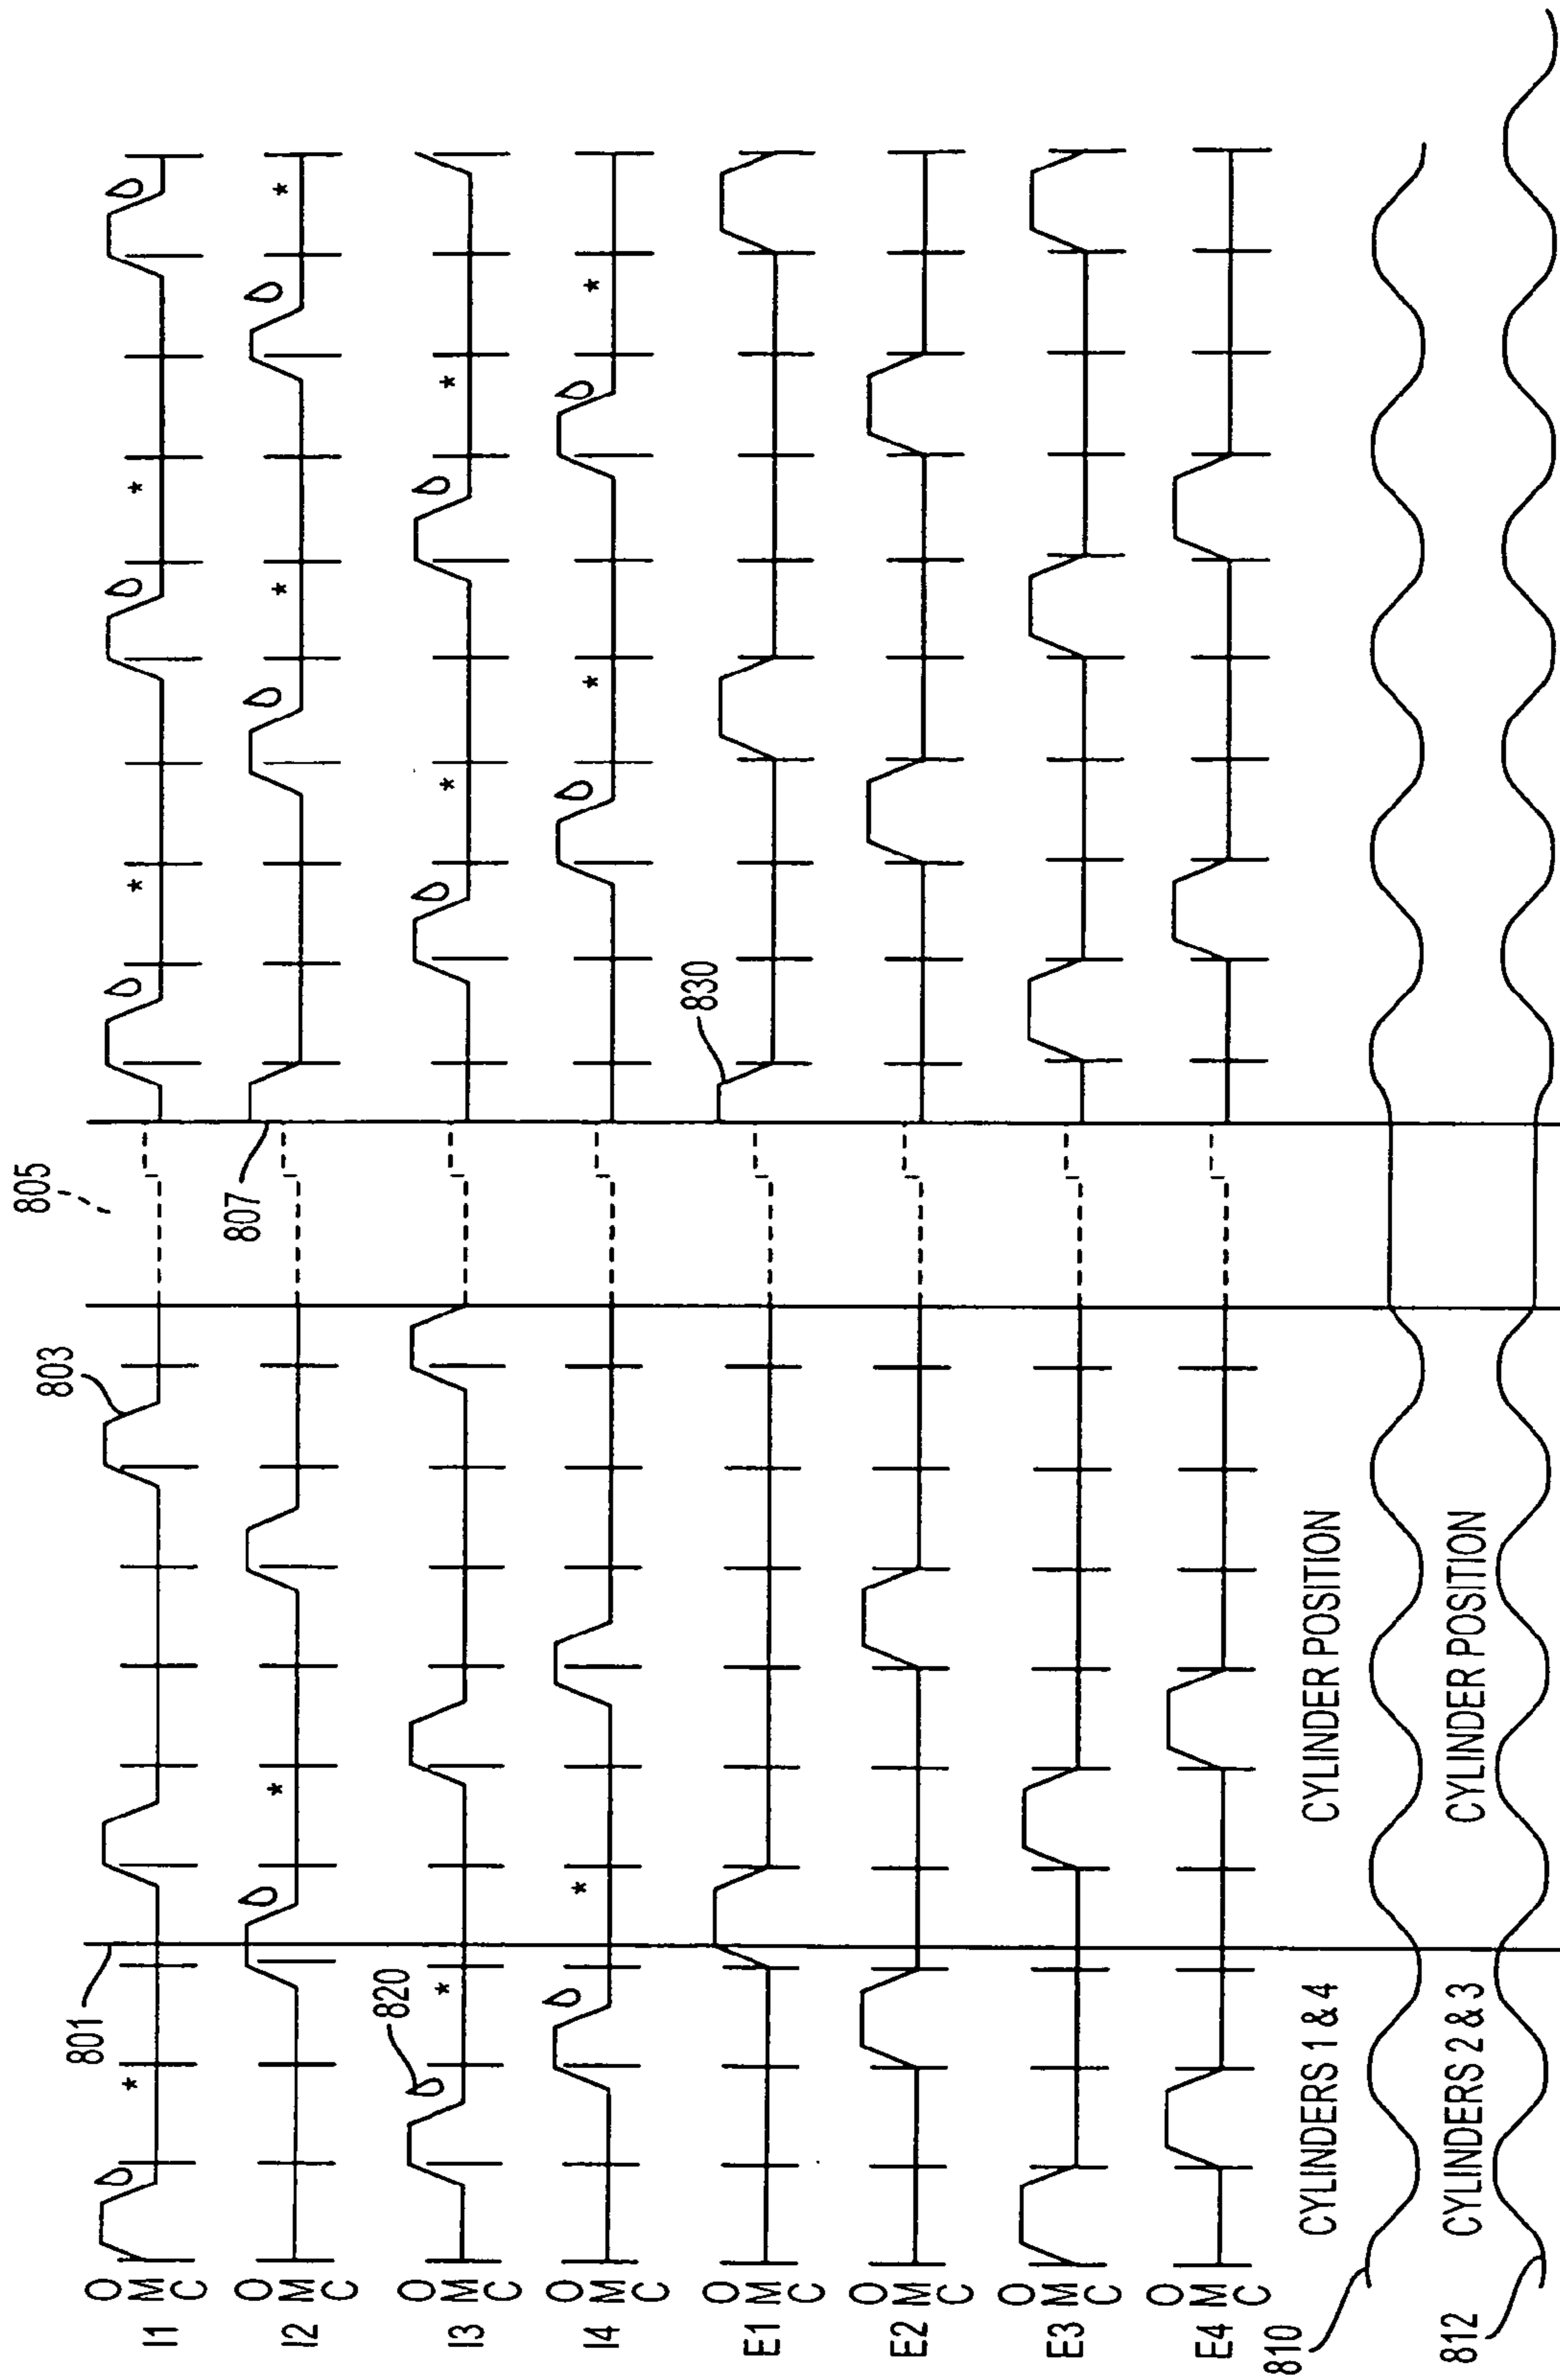 805
803
801
I1 O M C
I2 O M C
807
I3 O M C
820
I4 O M C
E1 O M C
830
E2 O M C
E3 O M C
E4 O M C
CYLINDERS 1 & 4 CYLINDER POSITION
810
CYLINDERS 2 & 3 CYLINDER POSITION
812